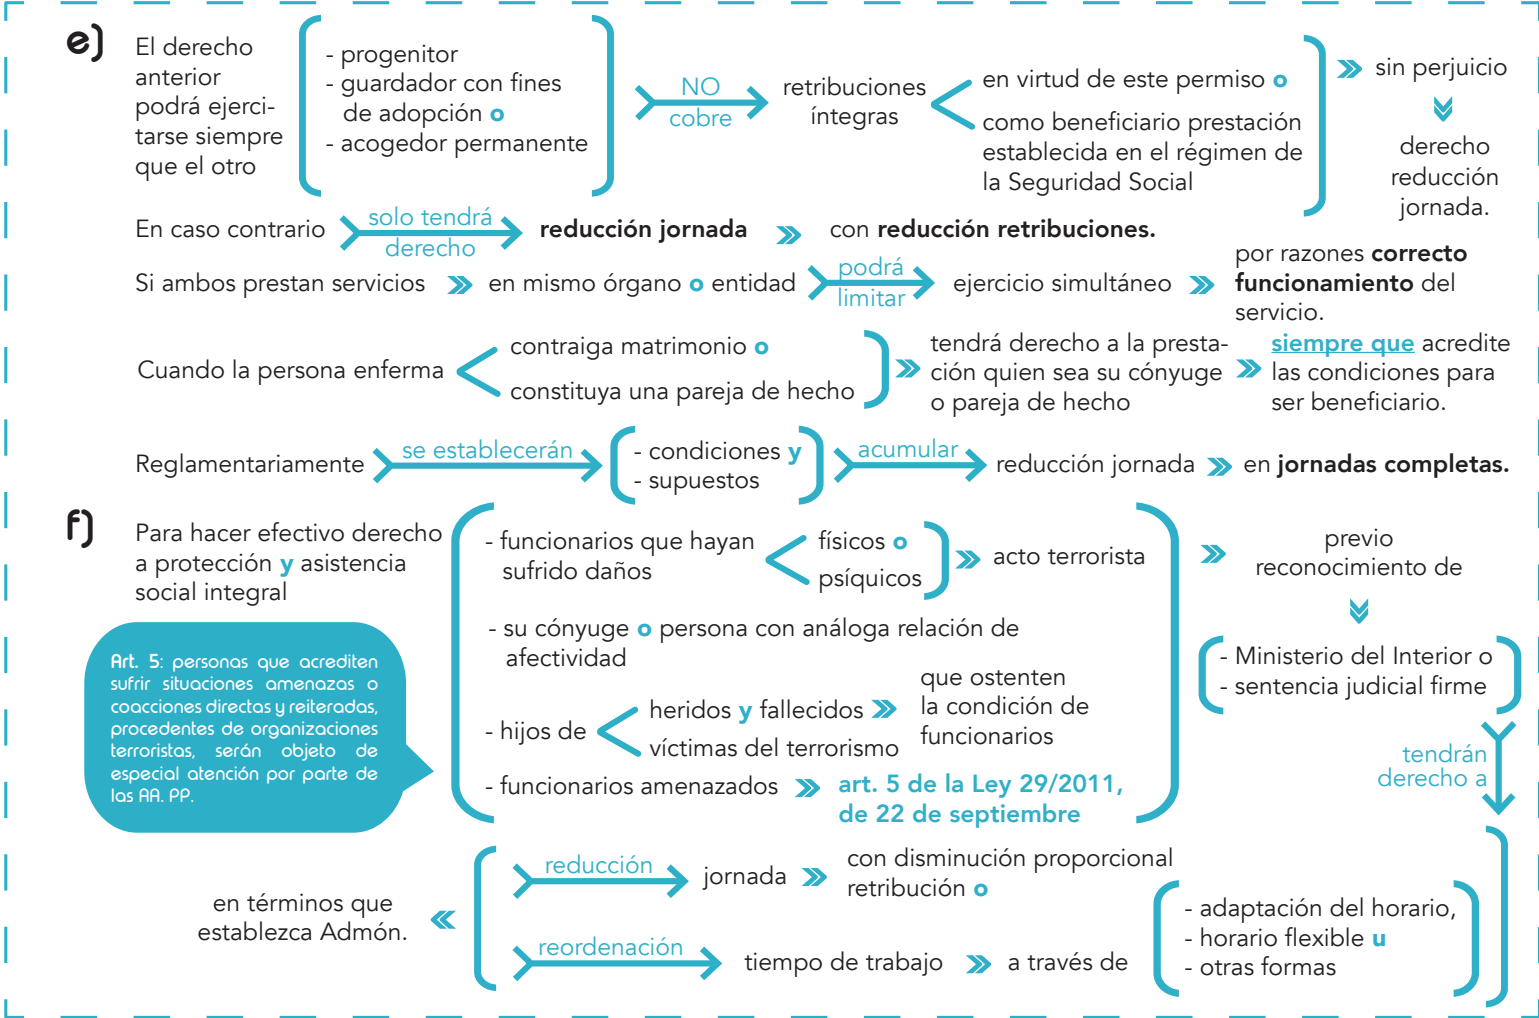 e)
El derecho
anterior
podrá ejerci-
tarse siempre
que el otro
- progenitor
- guardador con fines
de adopción o
- acogedor permanente
NO
cobre
retribuciones
íntegras
en virtud de este permiso o
como beneficiario prestación
establecida en el régimen de
la Seguridad Social
sin perjuicio
derecho
reducción
jornada.
En caso contrario
solo tendrá
derecho
reducción jornada
con reducción retribuciones.
Si ambos prestan servicios
en mismo órgano o entidad
podrá
limitar
ejercicio simultáneo
por razones correcto
funcionamiento del
servicio.
Cuando la persona enferma
contraiga matrimonio o
constituya una pareja de hecho
tendrá derecho a la presta-
ción quien sea su cónyuge
o pareja de hecho
siempre que acredite
las condiciones para
ser beneficiario.
Reglamentariamente
se establecerán
- condiciones y
- supuestos
acumular
reducción jornada
en jornadas completas.
f)
Para hacer efectivo derecho
a protección y asistencia
social integral
Art. 5: personas que acrediten
sufrir situaciones amenazas o
coacciones directas y reiteradas,
procedentes de organizaciones
terroristas, serán objeto de
especial atención por parte de
las AA. PP.
- funcionarios que hayan
sufrido daños
físicos o
psíquicos
acto terrorista
- su cónyuge o persona con análoga relación de
afectividad
- hijos de
heridos y fallecidos
víctimas del terrorismo
que ostenten
la condición de
funcionarios
- funcionarios amenazados
art. 5 de la Ley 29/2011,
de 22 de septiembre
previo
reconocimiento de
- Ministerio del Interior o
- sentencia judicial firme
tendrán
derecho a
reducción
jornada
con disminución proporcional
retribución o
reordenación
tiempo de trabajo
a través de
- adaptación del horario,
- horario flexible u
- otras formas
en términos que
establezca Admón.